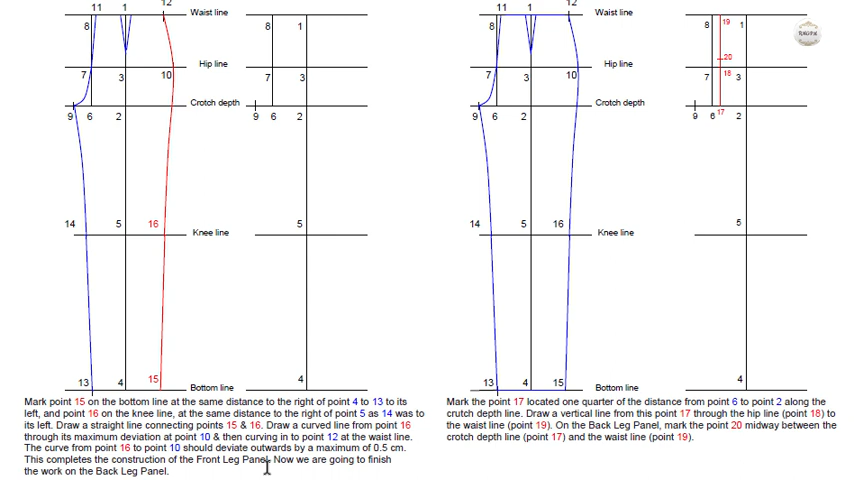 11 1 12 Waist line
8 8 1
Hip line
7 3 10 7 3
Crotch depth
9 6 2 9 6 2
14 5 16 5
Knee line
13 4 15 4
Bottom line
Mark point 15 on the bottom line at the same distance to the right of point 4 to 13 to its
left, and point 16 on the knee line, at the same distance to the right of point 5 as 14 was to
its left. Draw a straight line connecting points 15 & 16. Draw a curved line from point 16
through its maximum deviation at point 10 & then curving in to point 12 at the waist line.
The curve from point 16 to point 10 should deviate outwards by a maximum of 0.5 cm.
This completes the construction of the Front Leg Panel. Now we are going to finish
the work on the Back Leg Panel.
11 1 12 Waist line
8 8 19 1
Hip line 20
7 3 10 7 18 3
Crotch depth
9 6 2 9 6 17 2
14 5 16 5
Knee line
13 4 15 4
Bottom line
Mark the point 17 located one quarter of the distance from point 6 to point 2 along the
crutch depth line. Draw a vertical line from this point 17 through the hip line (point 18) to
the waist line (point 19). On the Back Leg Panel, mark the point 20 midway between the
crotch depth line (point 17) and the waist line (point 19).